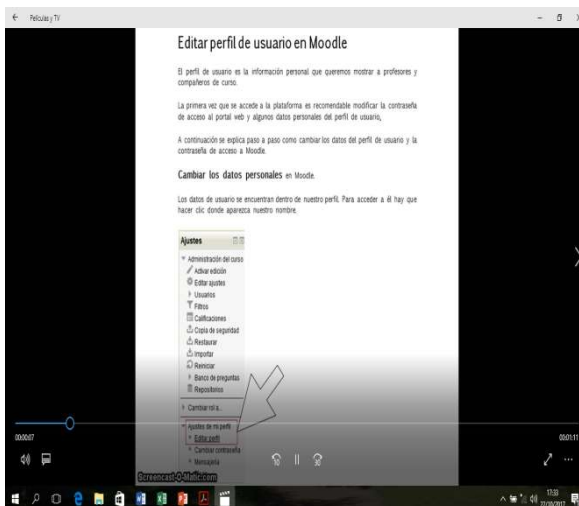 Películas y TV
Editar perfil de usuario en Moodle
El perfil de usuario es la información personal que queremos mostrar a profesores y
compañeros de curso.
La primera vez que se accede a la plataforma es recomendable modificar la contraseña
de acceso al portal web y algunos datos personales del perfil de usuario,
A continuación se explica paso a paso como cambiar los datos del perfil de usuario y la
contraseña de acceso a Moodle.
Cambiar los datos personales en Moodle.
Los datos de usuario se encuentran dentro de nuestro perfil. Para acceder a él hay que
hacer clic donde aparezca nuestro nombre.
Ajustes
Administración del curso
Activar edición
Editar ajustes
Usuarios
Filtros
Calificaciones
Copia de seguridad
Restaurar
Importar
Reiniciar
Banco de preguntas
Repositorios
Cambiar rol a...
Ajustes de mi perfil
Editar perfil
Cambiar contraseña
Mensajería
Screencast-O-Matic.com
0:00:07
0:01:11
10
30
17:33
27/10/2017